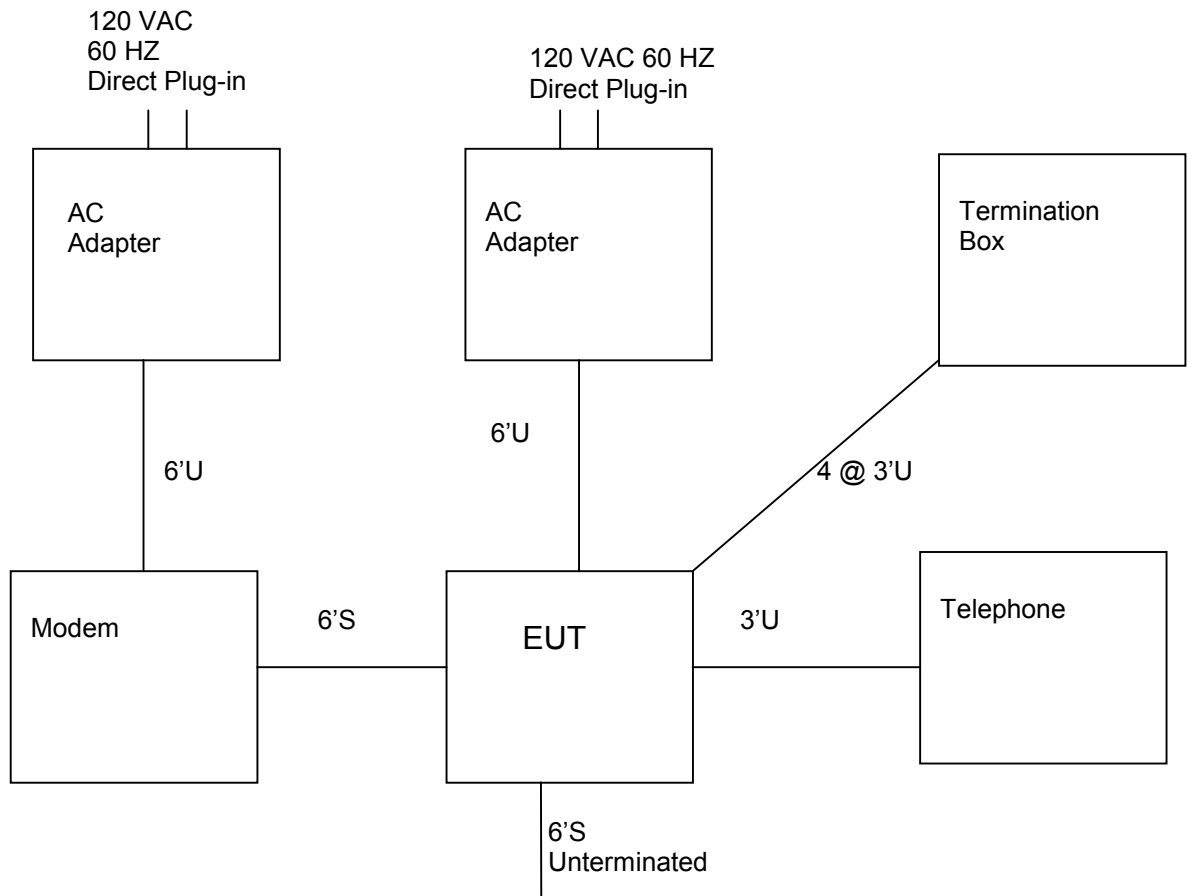 120 VAC
60 HZ
Direct Plug-in
120 VAC 60 HZ
Direct Plug-in
AC
Adapter
AC
Adapter
Termination
Box
6’U
6’U
4 @ 3’U
Modem
6’S
EUT
3’U
Telephone
6’S
Unterminated